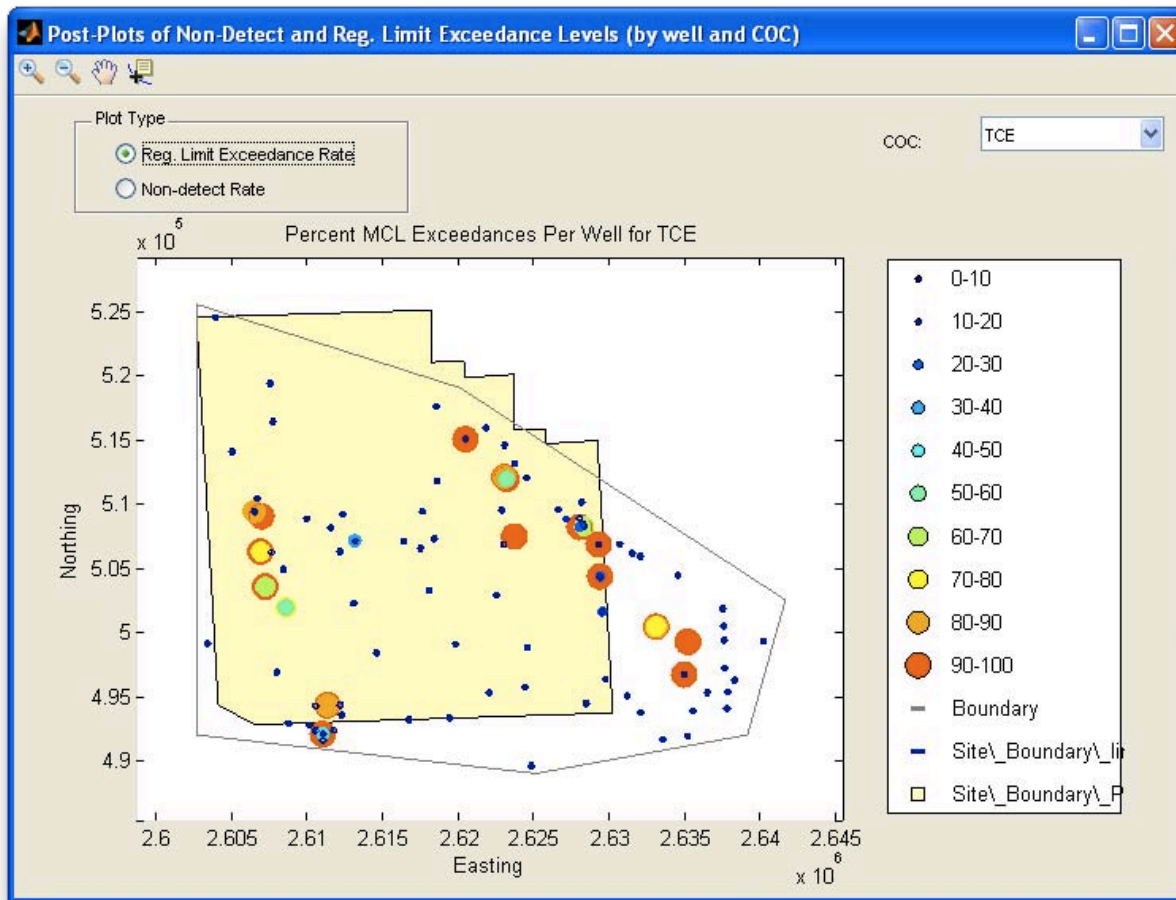 Post-Plots of Non-Detect and Reg. Limit Exceedance Levels (by well and COC)
Plot Type
Reg. Limit Exceedance Rate
Non-detect Rate
COC:
TCE
Percent MCL Exceedances Per Well for TCE
x 10^5
5.25
5.2
5.15
5.1
5.05
5
4.95
4.9
Northing
2.6
2.605
2.61
2.615
2.62
2.625
2.63
2.635
2.64
2.645
Easting
x 10^6
0-10
10-20
20-30
30-40
40-50
50-60
60-70
70-80
80-90
90-100
Boundary
Site\_Boundary\_lir
Site\_Boundary\_P